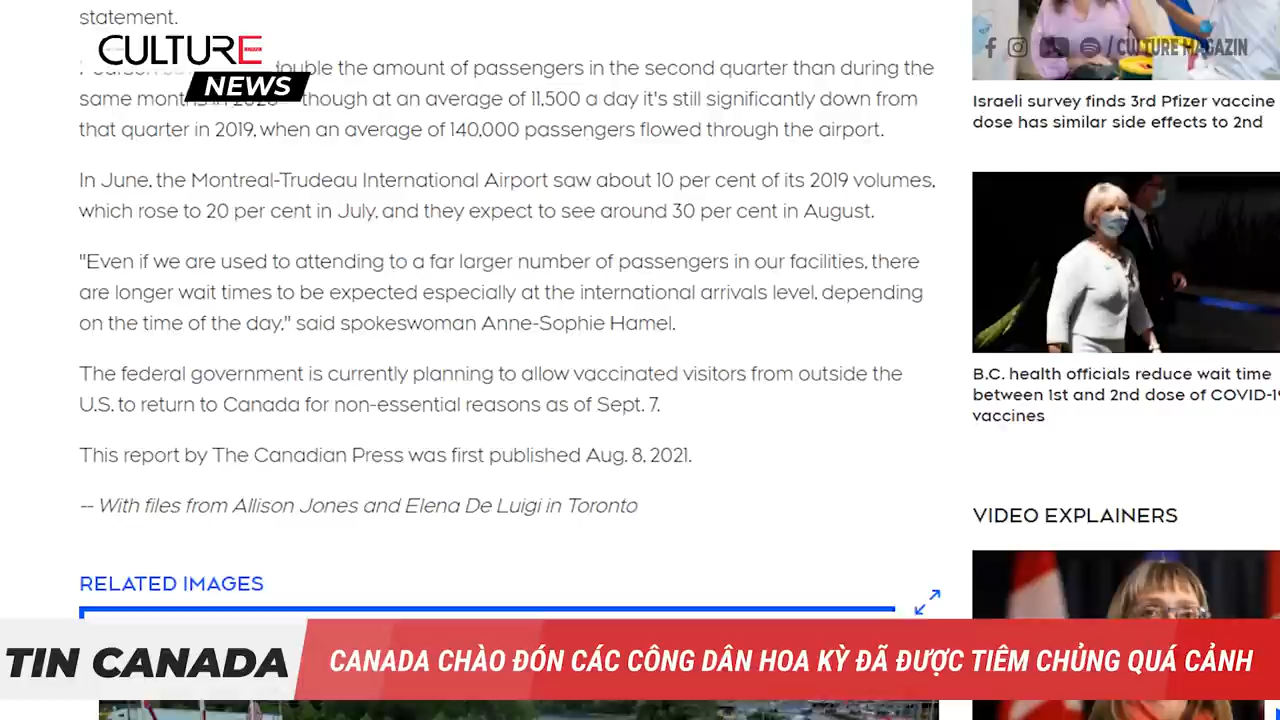 statement.
CULTURE
NEWS
double the amount of passengers in the second quarter than during the
same months in 2020 though at an average of 11,500 a day it's still significantly down from
that quarter in 2019, when an average of 140,000 passengers flowed through the airport.
In June, the Montreal-Trudeau International Airport saw about 10 per cent of its 2019 volumes,
which rose to 20 per cent in July, and they expect to see around 30 per cent in August.
"Even if we are used to attending to a far larger number of passengers in our facilities, there
are longer wait times to be expected especially at the international arrivals level, depending
on the time of the day," said spokeswoman Anne-Sophie Hamel.
The federal government is currently planning to allow vaccinated visitors from outside the
U.S. to return to Canada for non-essential reasons as of Sept. 7.
This report by The Canadian Press was first published Aug. 8, 2021.
-- With files from Allison Jones and Elena De Luigi in Toronto
RELATED IMAGES
/ CULTURE MAGAZIN
Israeli survey finds 3rd Pfizer vaccine
dose has similar side effects to 2nd
B.C. health officials reduce wait time
between 1st and 2nd dose of COVID-19
vaccines
VIDEO EXPLAINERS
TIN CANADA
CANADA CHÀO ĐÓN CÁC CÔNG DÂN HOA KỲ ĐÃ ĐƯỢC TIÊM CHỦNG QUÁ CẢNH